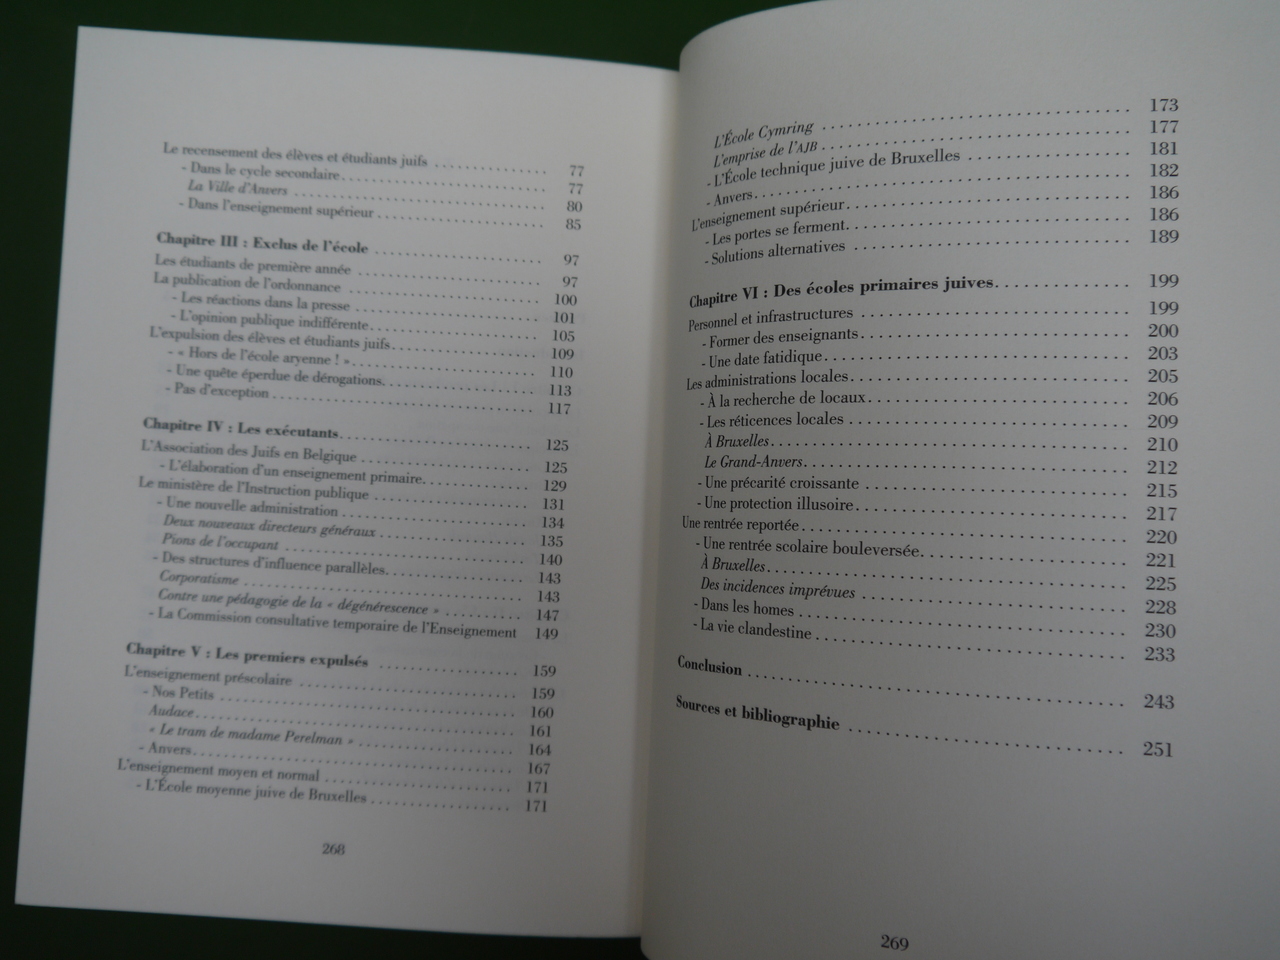 Le recensement des élèves et étudiants juifs . . . . . . . . . . . . . . 77
- Dans le cycle secondaire. . . . . . . . . . . . . . . . . . . . . . . . . 77
La Ville d'Anvers . . . . . . . . . . . . . . . . . . . . . . . . . . . . . . . 80
- Dans l'enseignement supérieur . . . . . . . . . . . . . . . . . . . . 85
Chapitre III : Exclus de l'école . . . . . . . . . . . . . . . . . . . . 97
Les étudiants de première année . . . . . . . . . . . . . . . . . . . . 97
La publication de l'ordonnance . . . . . . . . . . . . . . . . . . . . . 100
- Les réactions dans la presse . . . . . . . . . . . . . . . . . . . . . . 101
- L'opinion publique indifférente. . . . . . . . . . . . . . . . . . . . 105
L'expulsion des élèves et étudiants juifs. . . . . . . . . . . . . . . 109
- « Hors de l'école aryenne ! ». . . . . . . . . . . . . . . . . . . . . . 110
- Une quête éperdue de dérogations. . . . . . . . . . . . . . . . . . 113
- Pas d'exception . . . . . . . . . . . . . . . . . . . . . . . . . . . . . . 117
Chapitre IV : Les exécutants. . . . . . . . . . . . . . . . . . . . . . . 125
L'Association des Juifs en Belgique . . . . . . . . . . . . . . . . . . 125
- L'élaboration d'un enseignement primaire. . . . . . . . . . . . 129
Le ministère de l'Instruction publique . . . . . . . . . . . . . . . . 131
- Une nouvelle administration . . . . . . . . . . . . . . . . . . . . . . 134
Deux nouveaux directeurs généraux . . . . . . . . . . . . . . . . . 135
Pions de l'occupant . . . . . . . . . . . . . . . . . . . . . . . . . . . . 140
- Des structures d'influence parallèles. . . . . . . . . . . . . . . . 143
Corporatisme . . . . . . . . . . . . . . . . . . . . . . . . . . . . . . . . 143
Contre une pédagogie de la « dégénérescence » . . . . . . . . . 147
- La Commission consultative temporaire de l'Enseignement 149
Chapitre V : Les premiers expulsés . . . . . . . . . . . . . . . . . 159
L'enseignement préscolaire . . . . . . . . . . . . . . . . . . . . . . . 159
- Nos Petits . . . . . . . . . . . . . . . . . . . . . . . . . . . . . . . . . . 160
Audace. . . . . . . . . . . . . . . . . . . . . . . . . . . . . . . . . . . . . 161
« Le tram de madame Perelman » . . . . . . . . . . . . . . . . . . . 164
- Anvers. . . . . . . . . . . . . . . . . . . . . . . . . . . . . . . . . . . . . 167
L'enseignement moyen et normal . . . . . . . . . . . . . . . . . . . 171
- L'École moyenne juive de Bruxelles . . . . . . . . . . . . . . . . . 171
268
L'École Cymring . . . . . . . . . . . . . . . . . . . . . . . . . . . . . . 173
L'emprise de l'AJB . . . . . . . . . . . . . . . . . . . . . . . . . . . . . 177
- L'École technique juive de Bruxelles . . . . . . . . . . . . . . . . 181
- Anvers. . . . . . . . . . . . . . . . . . . . . . . . . . . . . . . . . . . . . 182
L'enseignement supérieur. . . . . . . . . . . . . . . . . . . . . . . . . 186
- Les portes se ferment. . . . . . . . . . . . . . . . . . . . . . . . . . . 186
- Solutions alternatives . . . . . . . . . . . . . . . . . . . . . . . . . . 189
Chapitre VI : Des écoles primaires juives. . . . . . . . . . . . . . 199
Personnel et infrastructures . . . . . . . . . . . . . . . . . . . . . . . 199
- Former des enseignants. . . . . . . . . . . . . . . . . . . . . . . . . 200
- Une date fatidique. . . . . . . . . . . . . . . . . . . . . . . . . . . . . 203
Les administrations locales. . . . . . . . . . . . . . . . . . . . . . . . 205
- À la recherche de locaux. . . . . . . . . . . . . . . . . . . . . . . . . 206
- Les réticences locales . . . . . . . . . . . . . . . . . . . . . . . . . . 209
À Bruxelles. . . . . . . . . . . . . . . . . . . . . . . . . . . . . . . . . . 210
Le Grand-Anvers. . . . . . . . . . . . . . . . . . . . . . . . . . . . . . 212
- Une précarité croissante . . . . . . . . . . . . . . . . . . . . . . . . 215
- Une protection illusoire. . . . . . . . . . . . . . . . . . . . . . . . . 217
Une rentrée reportée. . . . . . . . . . . . . . . . . . . . . . . . . . . . 220
- Une rentrée scolaire bouleversée. . . . . . . . . . . . . . . . . . . 221
À Bruxelles. . . . . . . . . . . . . . . . . . . . . . . . . . . . . . . . . . 225
Des incidences imprévues . . . . . . . . . . . . . . . . . . . . . . . . 228
- Dans les homes . . . . . . . . . . . . . . . . . . . . . . . . . . . . . . 230
- La vie clandestine . . . . . . . . . . . . . . . . . . . . . . . . . . . . 233
Conclusion . . . . . . . . . . . . . . . . . . . . . . . . . . . . . . . . . . 243
Sources et bibliographie . . . . . . . . . . . . . . . . . . . . . . . . 251
269